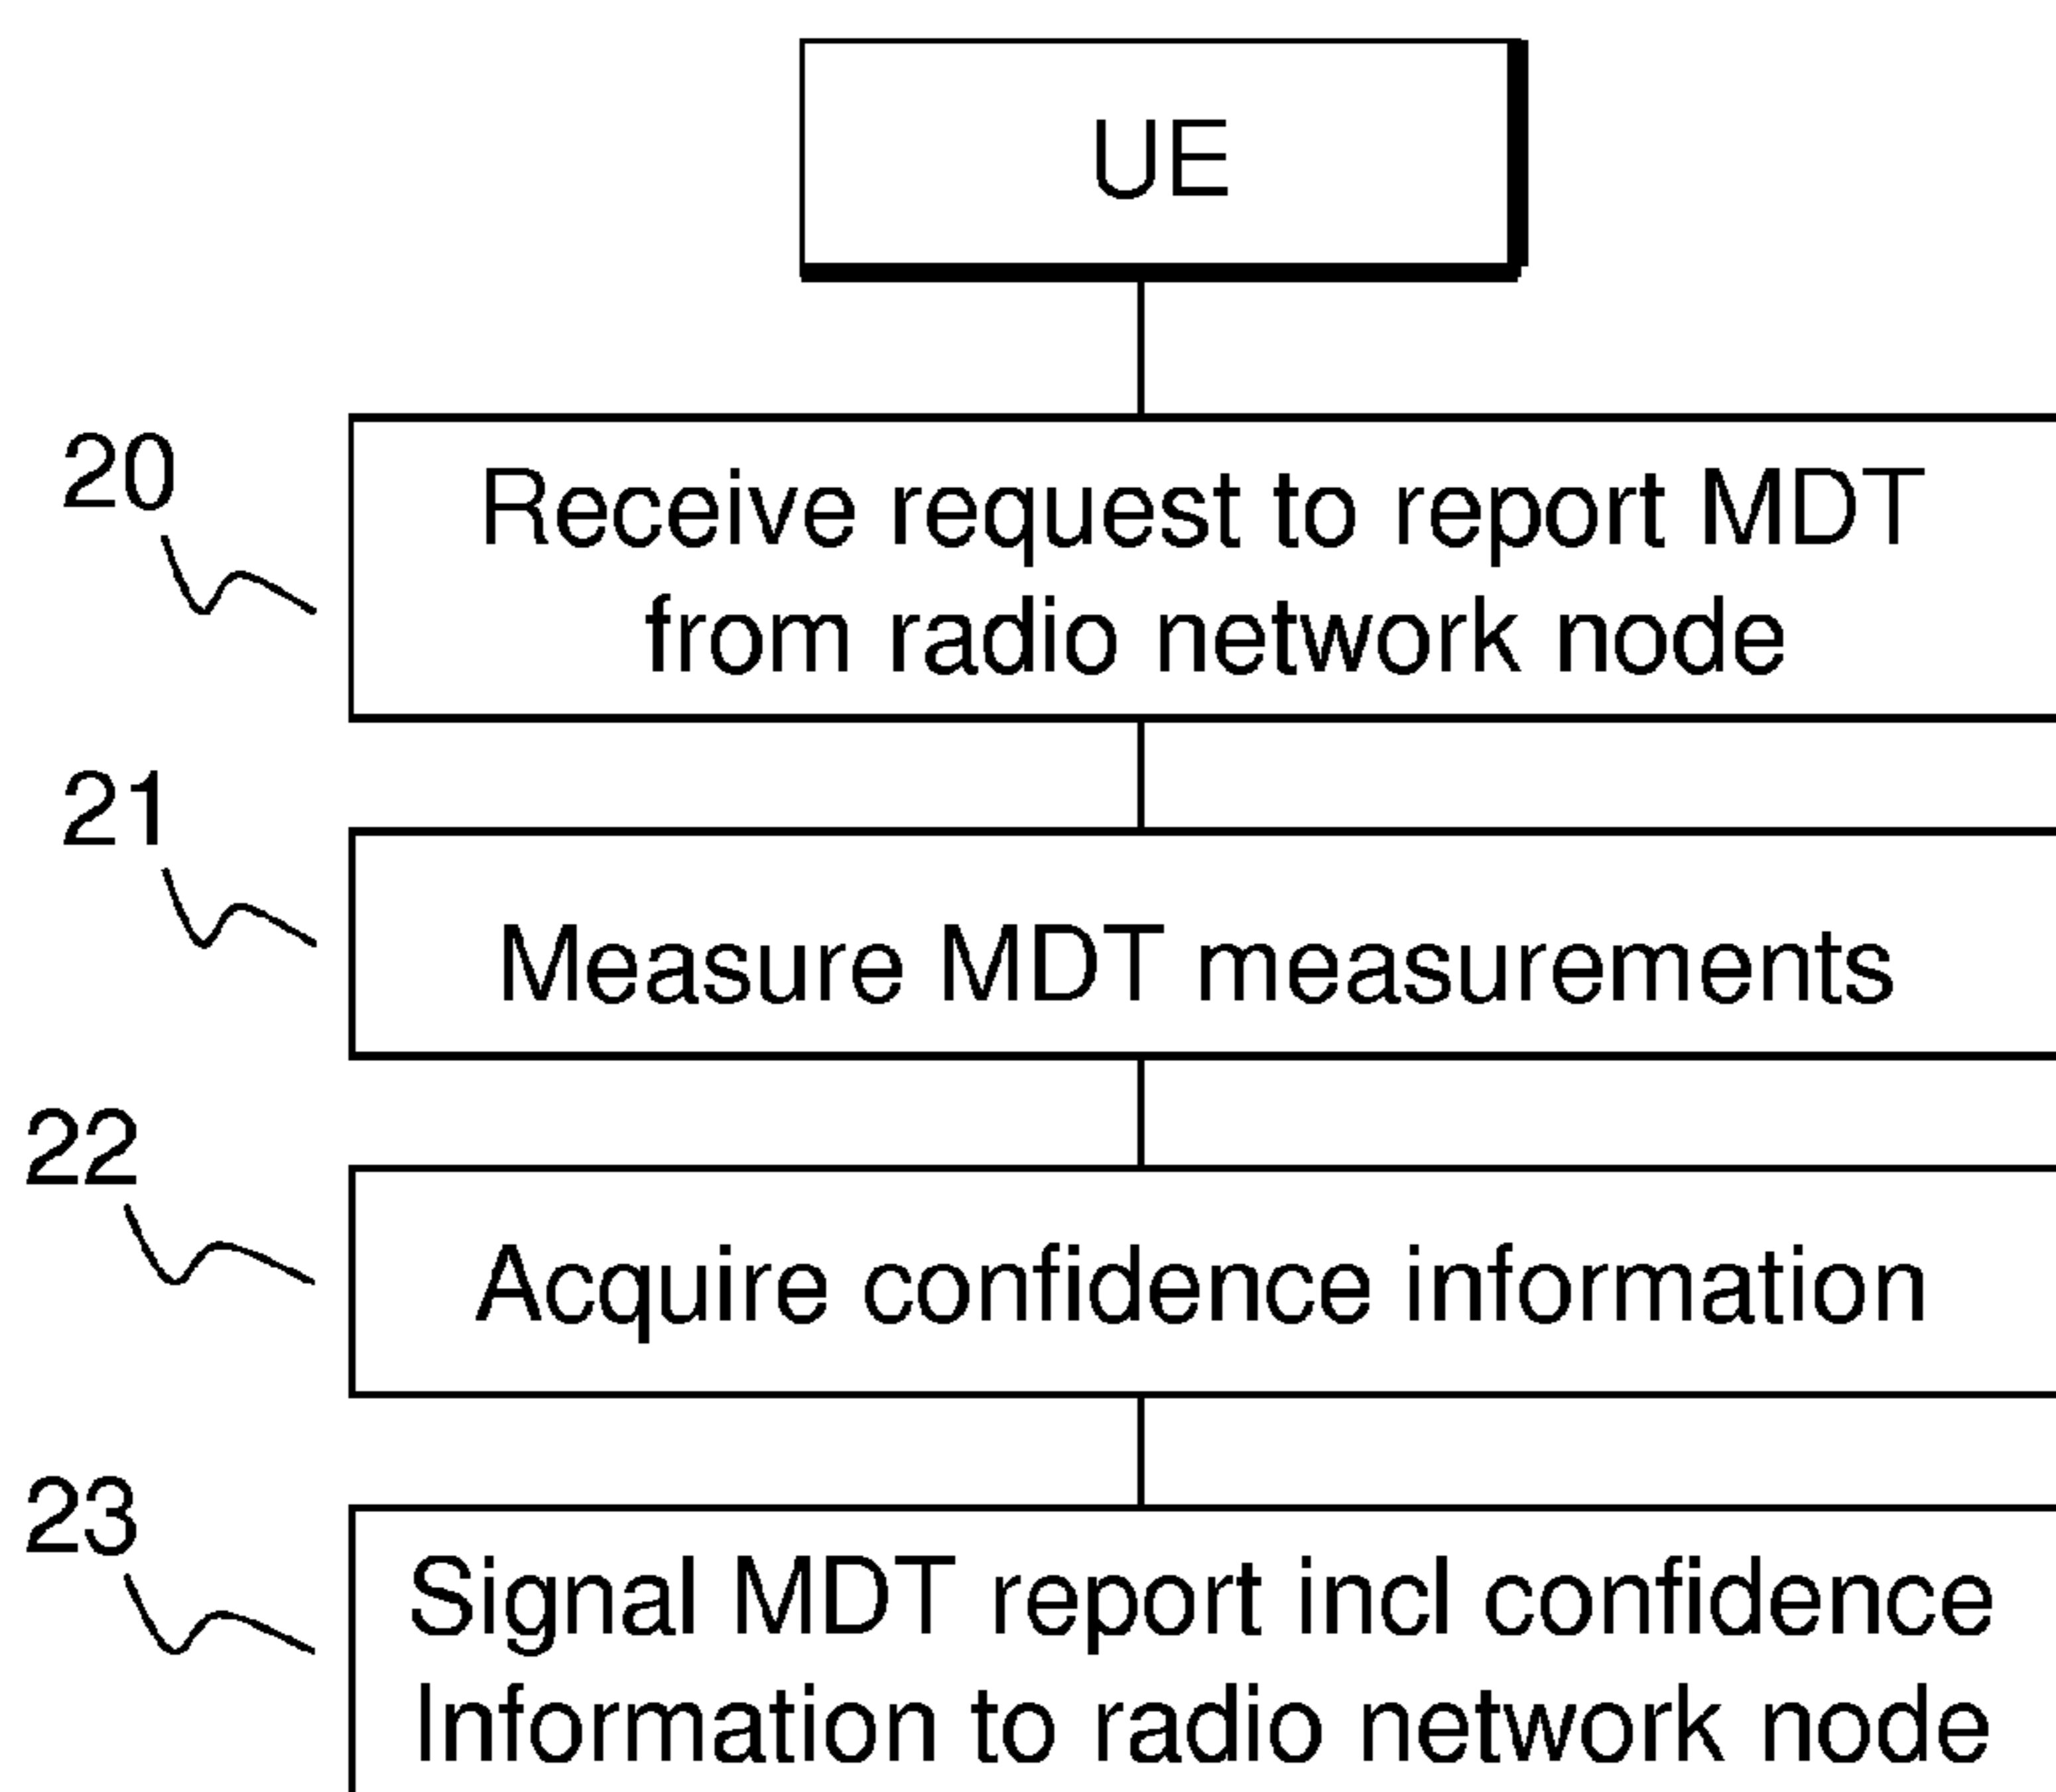 UE
20
Receive request to report MDT
from radio network node
21
Measure MDT measurements
22
Acquire confidence information
23
Signal MDT report incl confidence
Information to radio network node